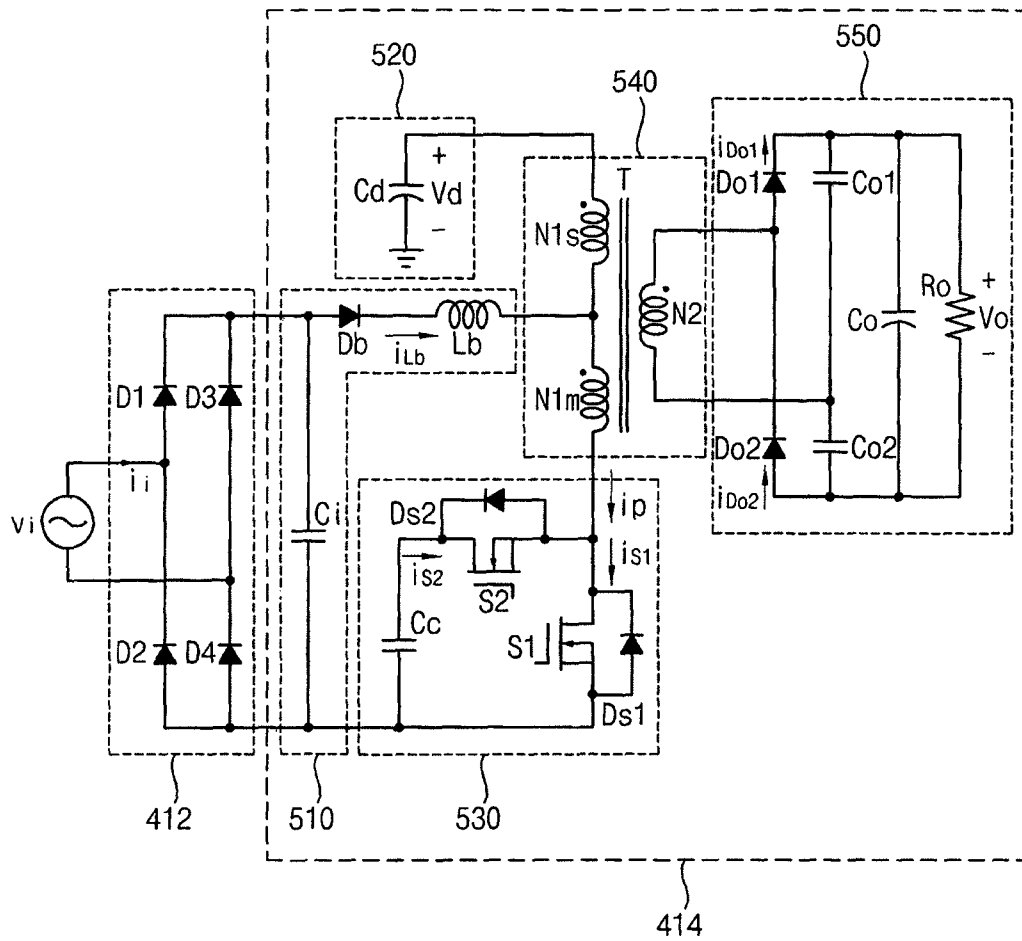 520
550
540
+
Cd
Vd
-
T
N1s
N2
N1m
iDo1
Do1
Co1
Ro
+
Co
Vo
-
Do2
Co2
iDo2
Db
iLb
Lb
D1
D3
ii
Vi
Ci
D2
D4
Ds2
ip
iS2
S2
iS1
Cc
S1
Ds1
412
510
530
414